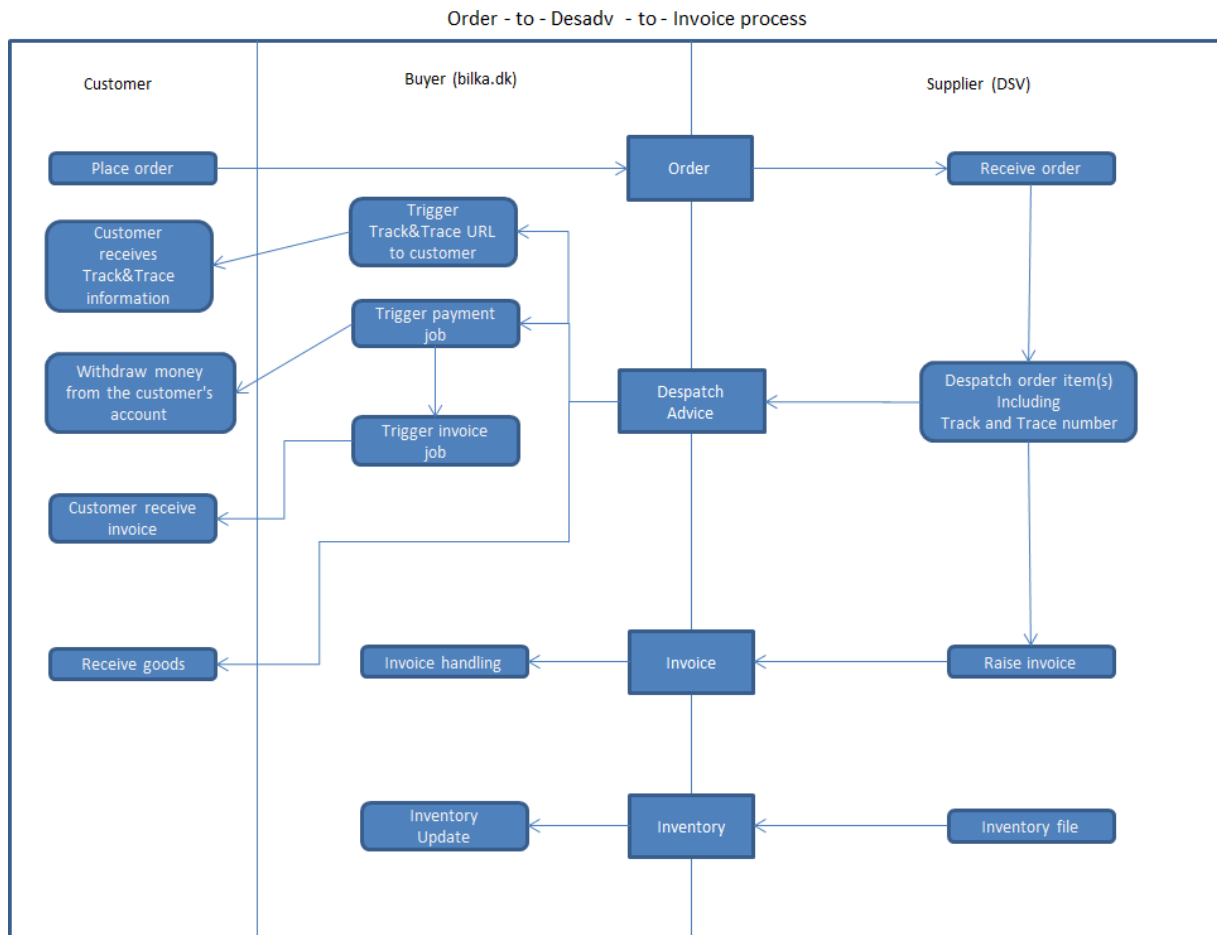 Order - to - Desadv - to - Invoice process
Customer
Buyer (bilka.dk)
Supplier (DSV)
Place order
Order
Receive order
Trigger
Track&Trace URL
to customer
Customer
receives
Track&Trace
information
Trigger payment
job
Withdraw money
from the customer's
account
Despatch
Advice
Despatch order item(s)
Including
Track and Trace number
Trigger invoice
job
Customer receive
invoice
Receive goods
Invoice handling
Invoice
Raise invoice
Inventory
Update
Inventory
Inventory file